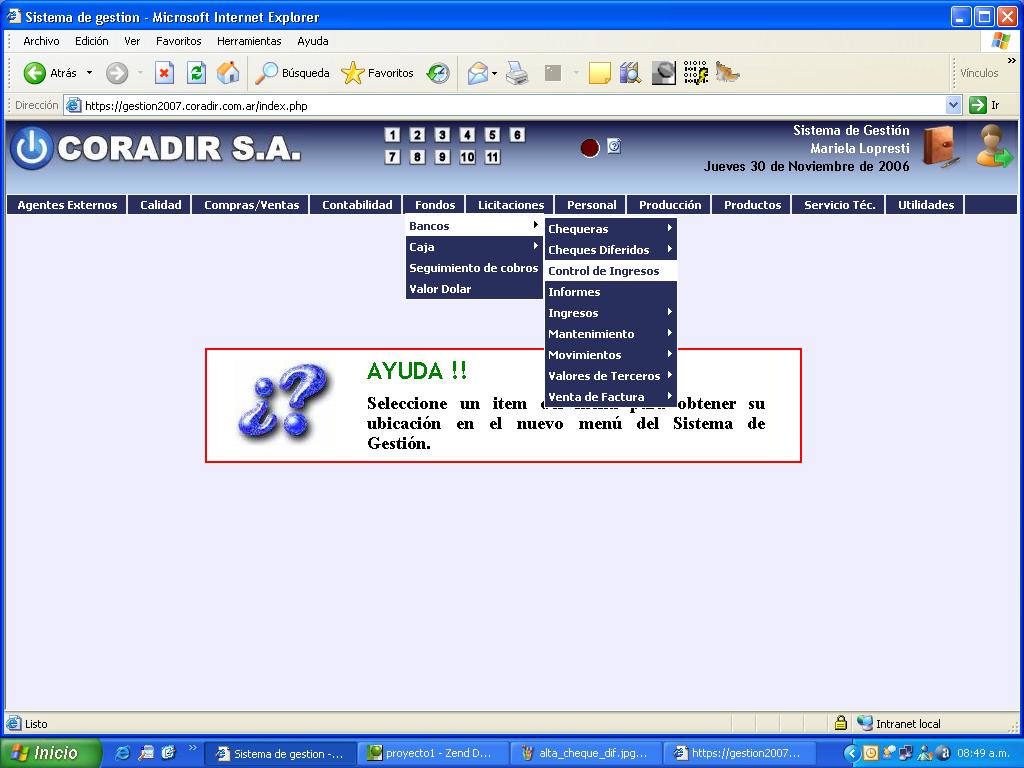 Sistema de gestion - Microsoft Internet Explorer
Archivo Edición Ver Favoritos Herramientas Ayuda
Atrás Búsqueda Favoritos Vínculos »
Dirección https://gestion2007.coradir.com.ar/index.php Ir
CORADIR S.A.
1 2 3 4 5 6
7 8 9 10 11
Sistema de Gestión
Mariela Lopresti
Jueves 30 de Noviembre de 2006
Agentes Externos Calidad Compras/Ventas Contabilidad Fondos Licitaciones Personal Producción Productos Servicio Téc. Utilidades
Bancos
Caja
Seguimiento de cobros
Valor Dolar
Chequeras
Cheques Diferidos
Control de Ingresos
Informes
Ingresos
Mantenimiento
Movimientos
Valores de Terceros
Venta de Factura
¿?
AYUDA !!
Seleccione un item obtener su
ubicación en el nuevo menú del Sistema de
Gestión.
Listo Intranet local
Inicio » Sistema de gestion -... proyecto1 - Zend D... alta_cheque_dif.jpg... https://gestion2007... 08:49 a.m.